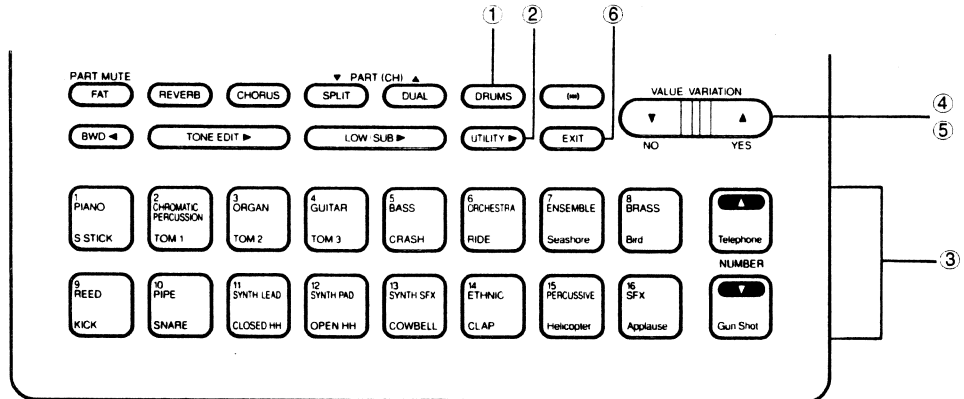 ① ② ⑥
PART MUTE ▼ PART (CH) ▲
FAT REVERB CHORUS SPLIT DUAL DRUMS
VALUE VARIATION
▼ ▲
④
⑤
BWD ◄ TONE EDIT ► LOW/SUB ► UTILITY ► EXIT
NO YES
1 PIANO 2 CHROMATIC PERCUSSION 3 ORGAN 4 GUITAR 5 BASS 6 ORCHESTRA 7 ENSEMBLE 8 BRASS ▲
S STICK TOM 1 TOM 2 TOM 3 CRASH RIDE Seashore Bird Telephone
NUMBER
③
9 REED 10 PIPE 11 SYNTH LEAD 12 SYNTH PAD 13 SYNTH SFX 14 ETHNIC 15 PERCUSSIVE 16 SFX ▼
KICK SNARE CLOSED HH OPEN HH COWBELL CLAP Helicopter Applause Gun Shot